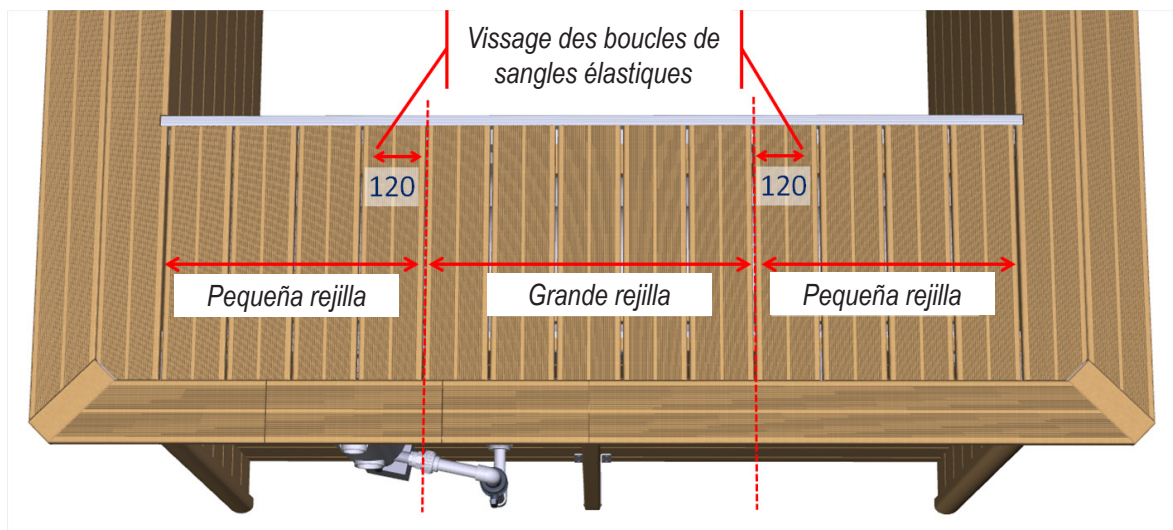 Vissage des boucles de
sangles élastiques
120
120
Pequeña rejilla
Grande rejilla
Pequeña rejilla